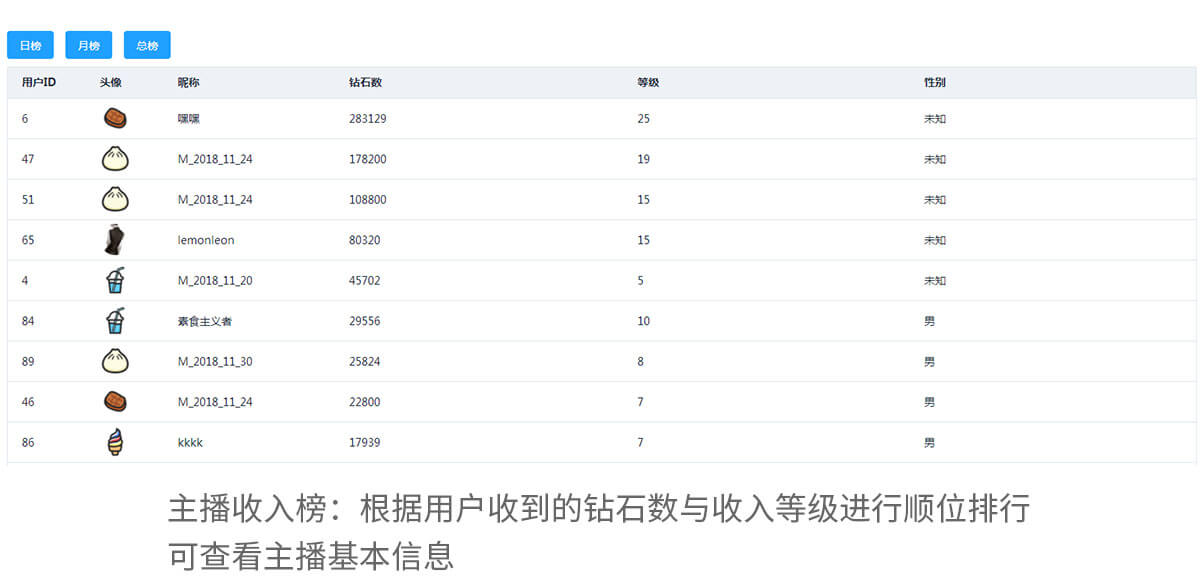 日榜 月榜 总榜
用户ID 头像 昵称 钻石数 等级 性别
6 嘿嘿 283129 25 未知
47 M_2018_11_24 178200 19 未知
51 M_2018_11_24 108800 15 未知
65 lemonleon 80320 15 未知
4 M_2018_11_20 45702 5 未知
84 素食主义者 29556 10 男
89 M_2018_11_30 25824 8 男
46 M_2018_11_24 22800 7 男
86 kkkk 17939 7 男
主播收入榜：根据用户收到的钻石数与收入等级进行顺位排行
可查看主播基本信息